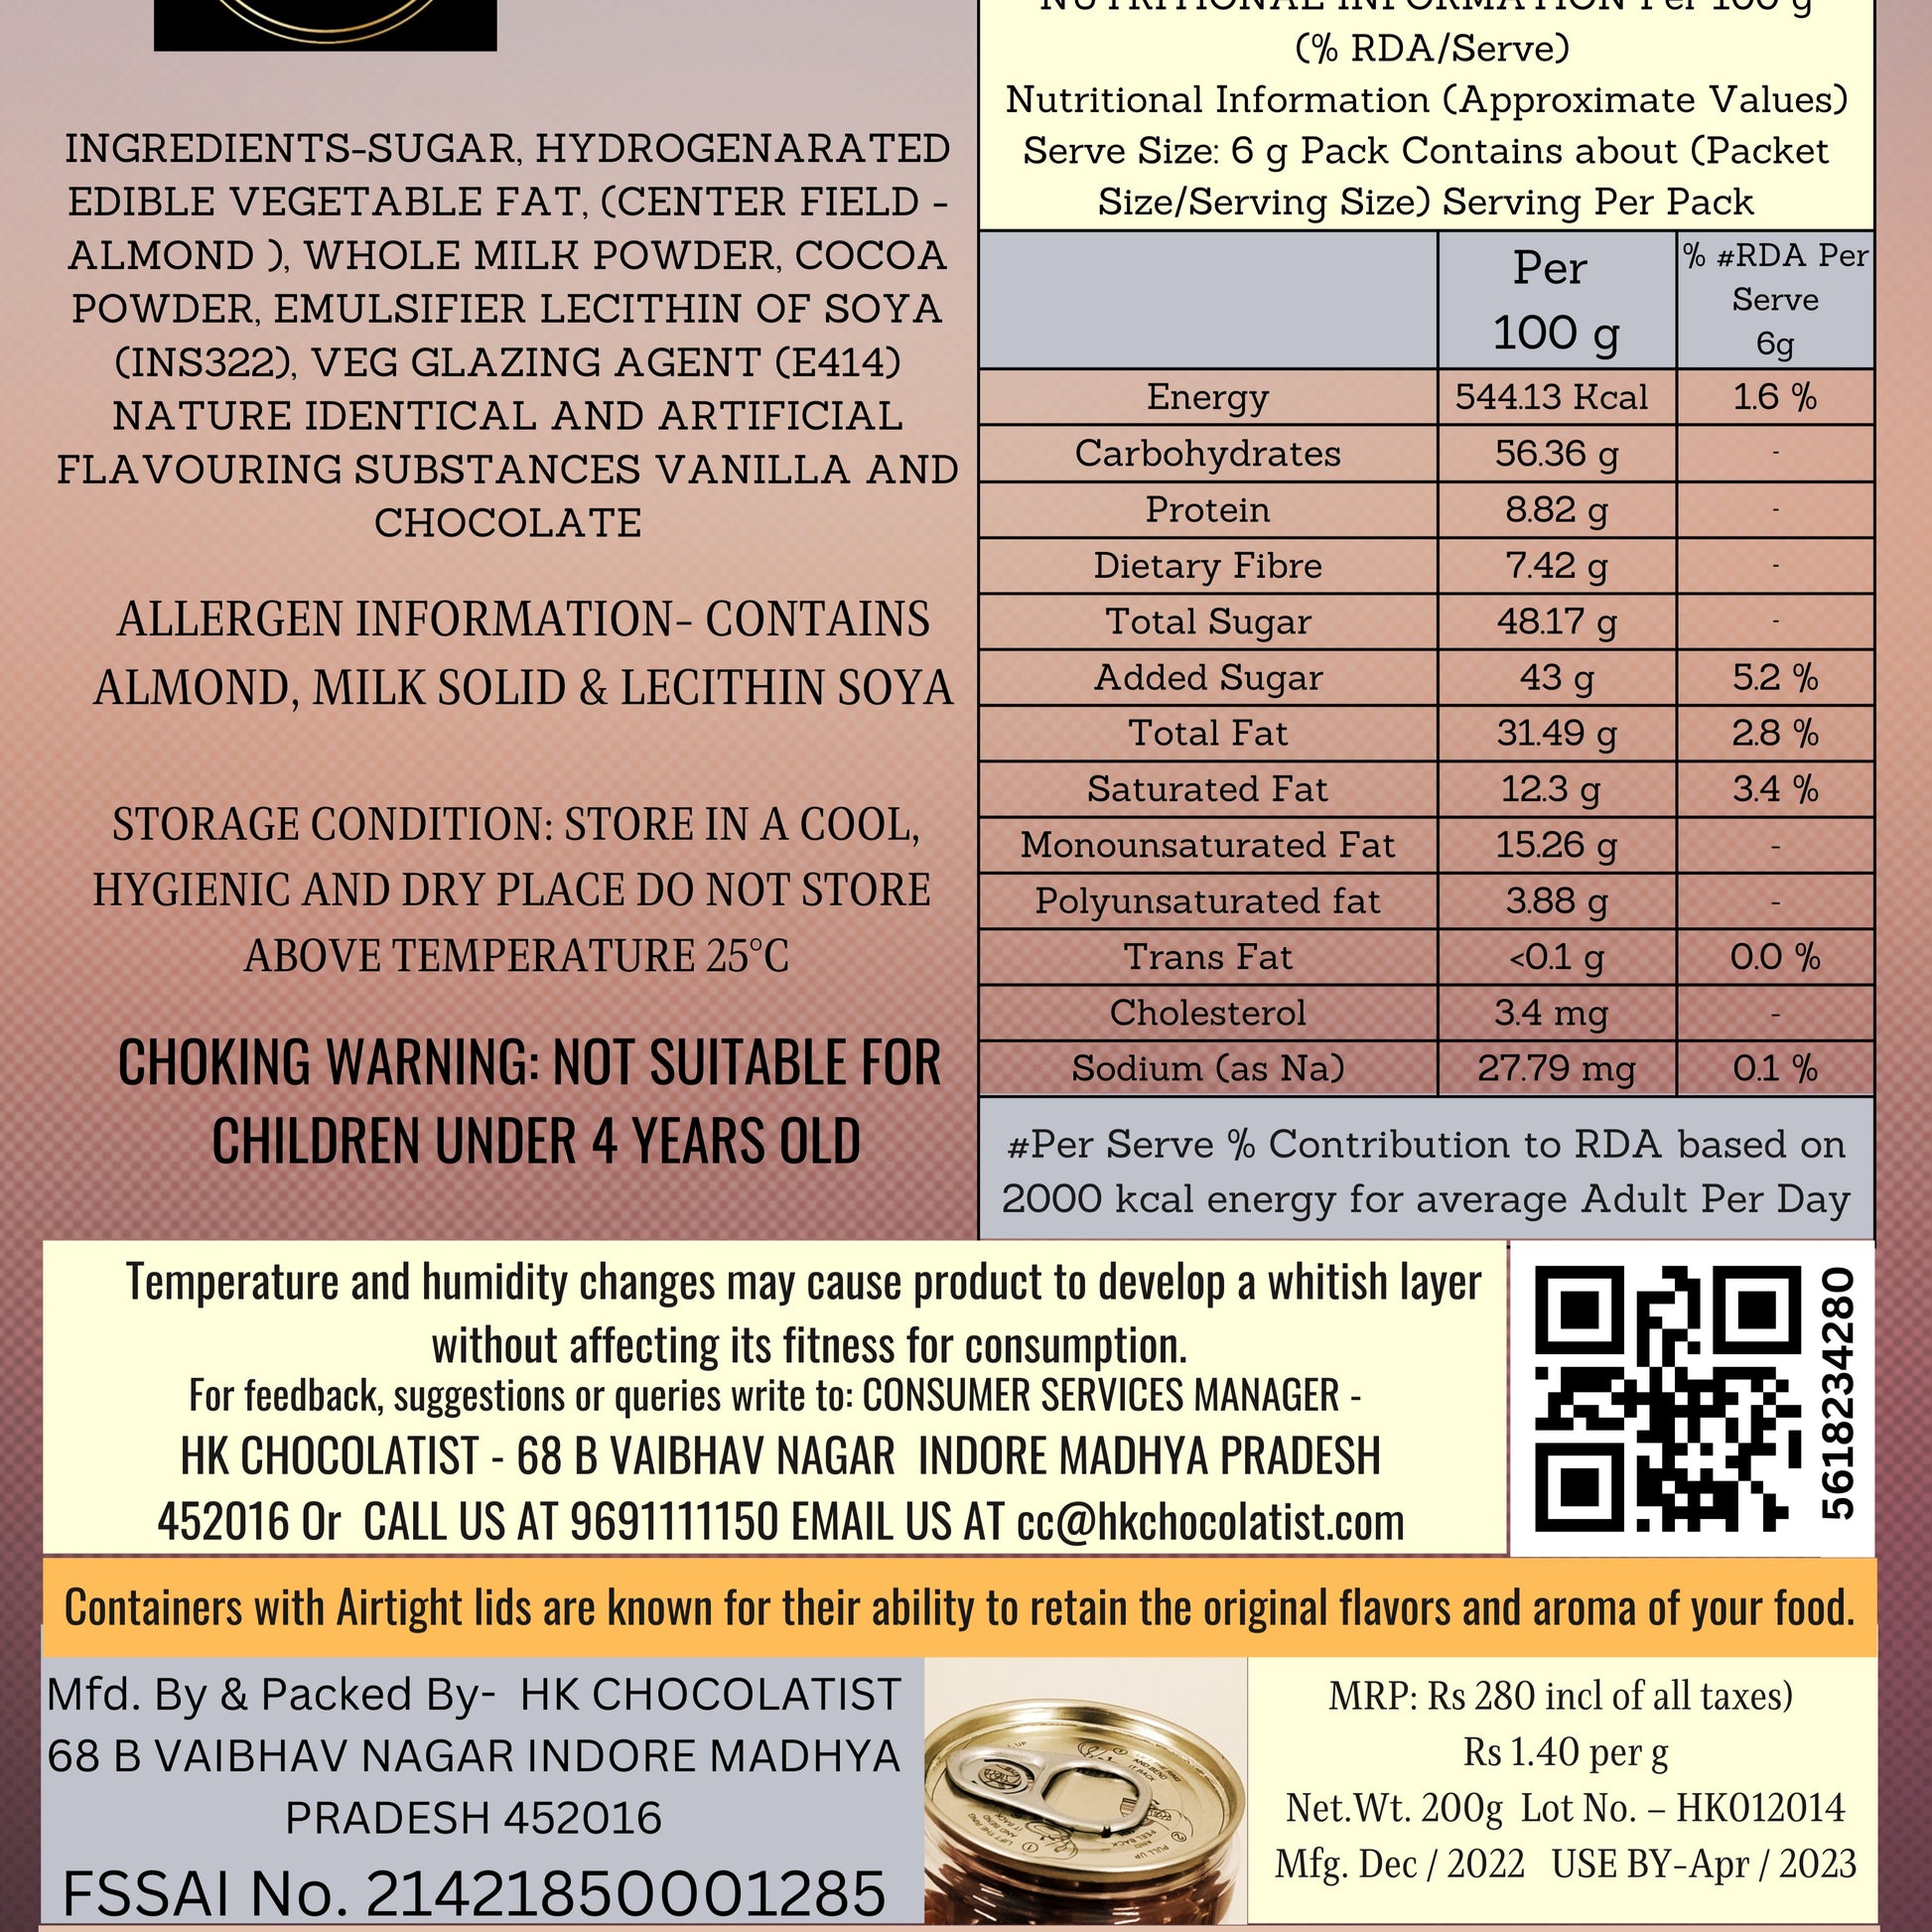 INGREDIENTS-SUGAR, HYDROGENARATED
EDIBLE VEGETABLE FAT, (CENTER FIELD -
ALMOND ), WHOLE MILK POWDER, COCOA
POWDER, EMULSIFIER LECITHIN OF SOYA
(INS322), VEG GLAZING AGENT (E414)
NATURE IDENTICAL AND ARTIFICIAL
FLAVOURING SUBSTANCES VANILLA AND
CHOCOLATE
ALLERGEN INFORMATION- CONTAINS
ALMOND, MILK SOLID & LECITHIN SOYA
STORAGE CONDITION: STORE IN A COOL,
HYGIENIC AND DRY PLACE DO NOT STORE
ABOVE TEMPERATURE 25°C
CHOKING WARNING: NOT SUITABLE FOR
CHILDREN UNDER 4 YEARS OLD
NUTRITIONAL INFORMATION Per 100 g
(% RDA/Serve)
Nutritional Information (Approximate Values)
Serve Size: 6 g Pack Contains about (Packet
Size/Serving Size) Serving Per Pack
Per 100 g % #RDA Per Serve 6g
Energy 544.13 Kcal 1.6 %
Carbohydrates 56.36 g -
Protein 8.82 g -
Dietary Fibre 7.42 g -
Total Sugar 48.17 g -
Added Sugar 43 g 5.2 %
Total Fat 31.49 g 2.8 %
Saturated Fat 12.3 g 3.4 %
Monounsaturated Fat 15.26 g -
Polyunsaturated fat 3.88 g -
Trans Fat <0.1 g 0.0 %
Cholesterol 3.4 mg -
Sodium (as Na) 27.79 mg 0.1 %
#Per Serve % Contribution to RDA based on
2000 kcal energy for average Adult Per Day
Temperature and humidity changes may cause product to develop a whitish layer
without affecting its fitness for consumption.
For feedback, suggestions or queries write to: CONSUMER SERVICES MANAGER -
HK CHOCOLATIST - 68 B VAIBHAV NAGAR INDORE MADHYA PRADESH
452016 Or CALL US AT 9691111150 EMAIL US AT cc@hkchocolatist.com
5618234280
Containers with Airtight lids are known for their ability to retain the original flavors and aroma of your food.
Mfd. By & Packed By- HK CHOCOLATIST
68 B VAIBHAV NAGAR INDORE MADHYA
PRADESH 452016
FSSAI No. 21421850001285
MRP: Rs 280 incl of all taxes)
Rs 1.40 per g
Net.Wt. 200g Lot No. – HK012014
Mfg. Dec / 2022 USE BY-Apr / 2023